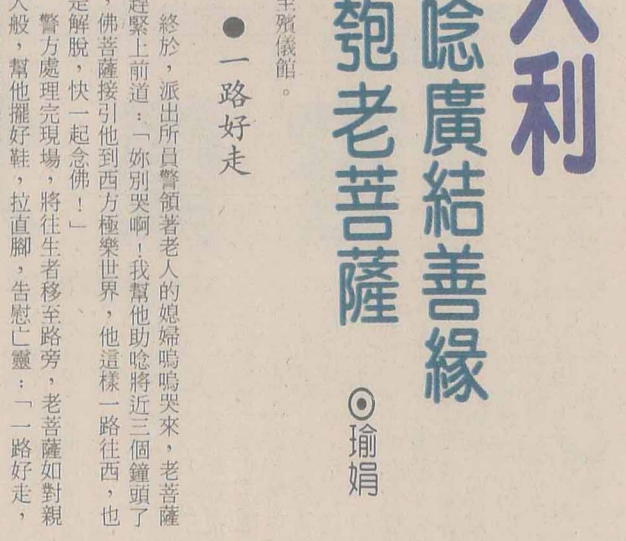 利
唸廣結善緣
老菩薩
⊙瑜娟
殯儀館。
●一路好走
終於,派出所員警領著老人的媳婦嗚嗚哭來,老菩薩
趕緊上前道:「妳別哭啊!我幫他助唸將近三個鐘頭了
,佛菩薩接引他到西方極樂世界,他這樣一路往西,也
是解脫,快一起念佛!」
警方處理完現場,將往生者移至路旁,老菩薩如對親
人般,幫他擺好鞋,拉直腳,告慰亡靈:「一路好走,